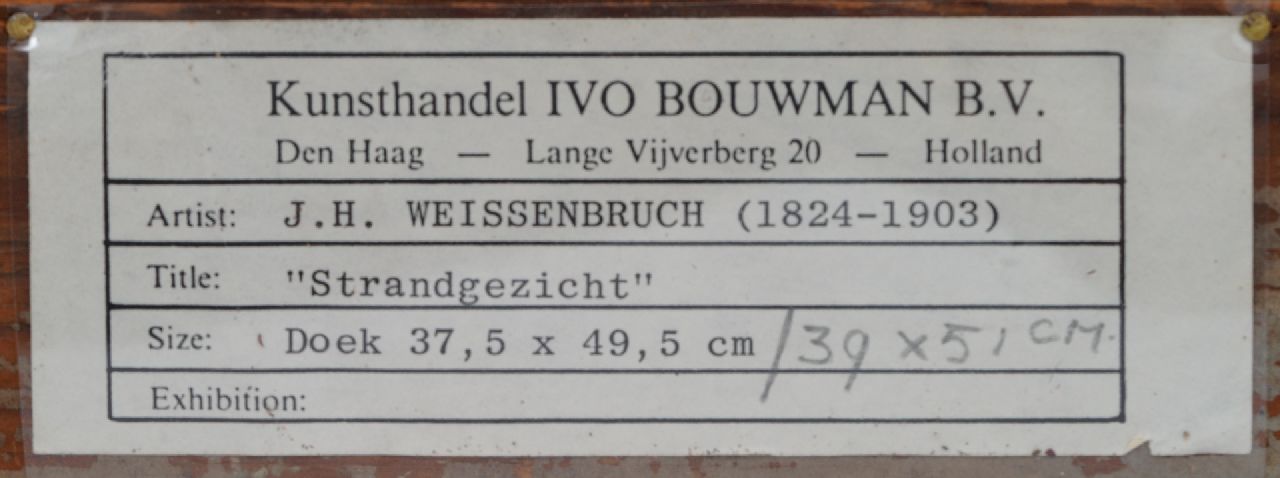 Kunsthandel IVO BOUWMAN B.V.
Den Haag — Lange Vijverberg 20 — Holland
Artist: J.H. WEISSENBRUCH (1824-1903)
Title: "Strandgezicht"
Size: Doek 37,5 x 49,5 cm / 39 x 51 cm.
Exhibition: